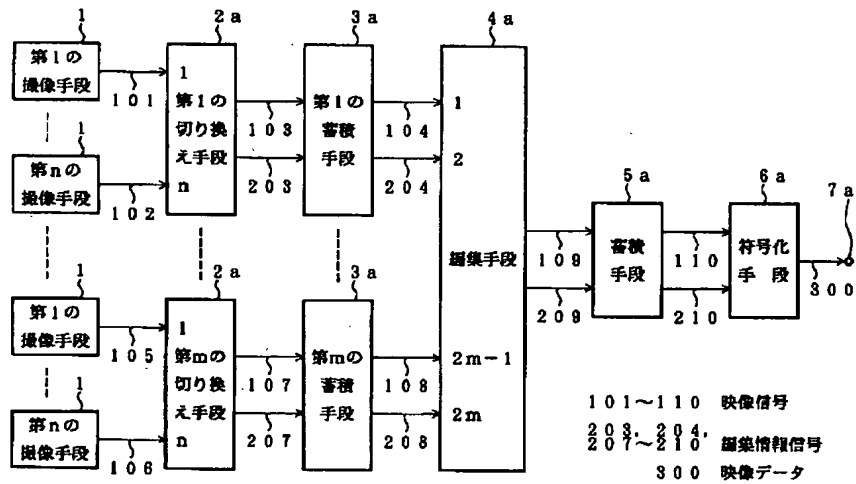 1
第1の
撮像手段
101
1
第nの
撮像手段
102
2a
1
第1の
切り換
え手段
n
103
203
3a
第1の
蓄積
手段
104
204
4a
1
2
編集手段
2m-1
2m
1
第1の
撮像手段
105
1
第nの
撮像手段
106
2a
1
第mの
切り換
え手段
n
107
207
3a
第mの
蓄積
手段
108
208
109
209
5a
蓄積
手段
110
210
6a
符号化
手段
300
7a
101～110 映像信号
203,204,
207～210 編集情報信号
300 映像データ